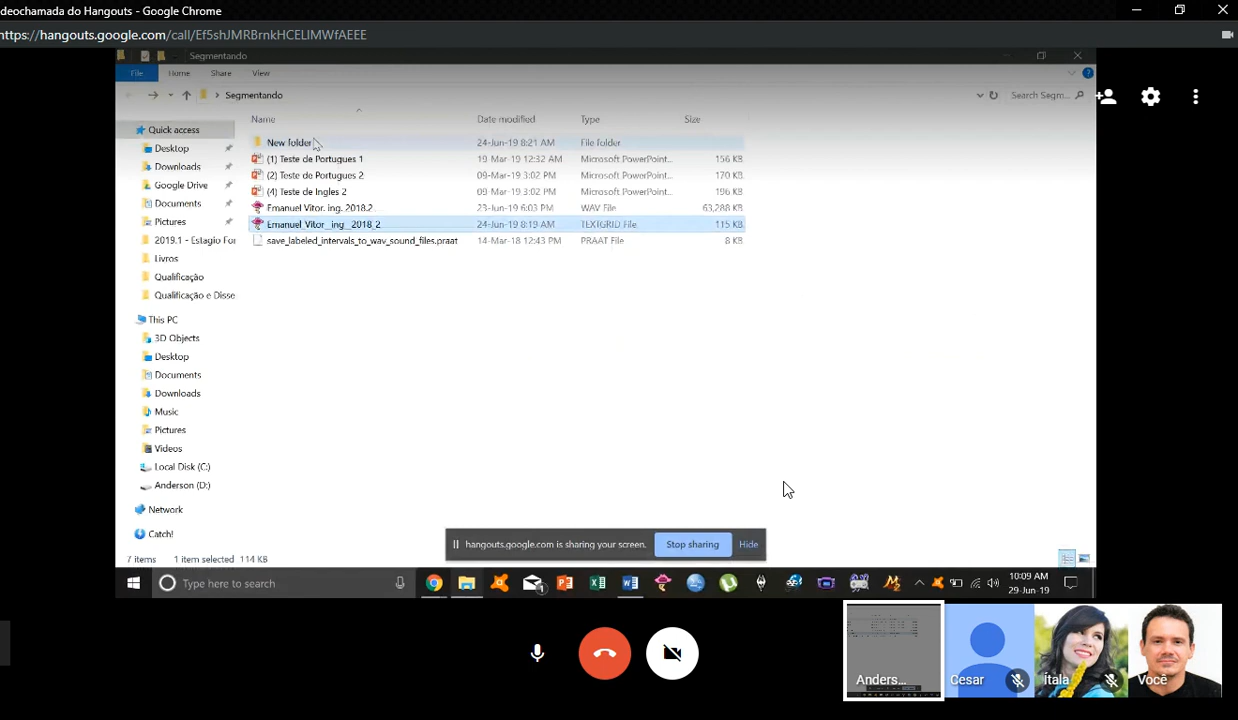 deochamada do Hangouts - Google Chrome
https://hangouts.google.com/call/Ef5shJMRBrnkHCELIMWfAEEE
Segmentando
File Home Share View
Segmentando
Search Segm...
Name Date modified Type Size
New folder 24-Jun-19 8:21 AM File folder
(1) Teste de Portugues 1 19-Mar-19 12:32 AM Microsoft PowerPoint... 156 KB
(2) Teste de Portugues 2 09-Mar-19 3:02 PM Microsoft PowerPoint... 170 KB
(4) Teste de Ingles 2 09-Mar-19 3:02 PM Microsoft PowerPoint... 196 KB
Emanuel Vitor. ing. 2018.2 23-Jun-19 6:03 PM WAV File 63,288 KB
Emanuel Vitor_ing__2018_2 24-Jun-19 8:19 AM TEXTGRID File 115 KB
save_labeled_intervals_to_wav_sound_files.praat 14-Mar-18 12:43 PM PRAAT File 8 KB
Quick access
Desktop
Downloads
Google Drive
Documents
Pictures
2019.1 - Estagio For
Livros
Qualificação
Qualificação e Disse
This PC
3D Objects
Desktop
Documents
Downloads
Music
Pictures
Videos
Local Disk (C:)
Anderson (D:)
Network
Catch!
7 items 1 item selected 114 KB
hangouts.google.com is sharing your screen. Stop sharing Hide
Type here to search
10:09 AM
29-Jun-19
Anders... Cesar Ítala Você